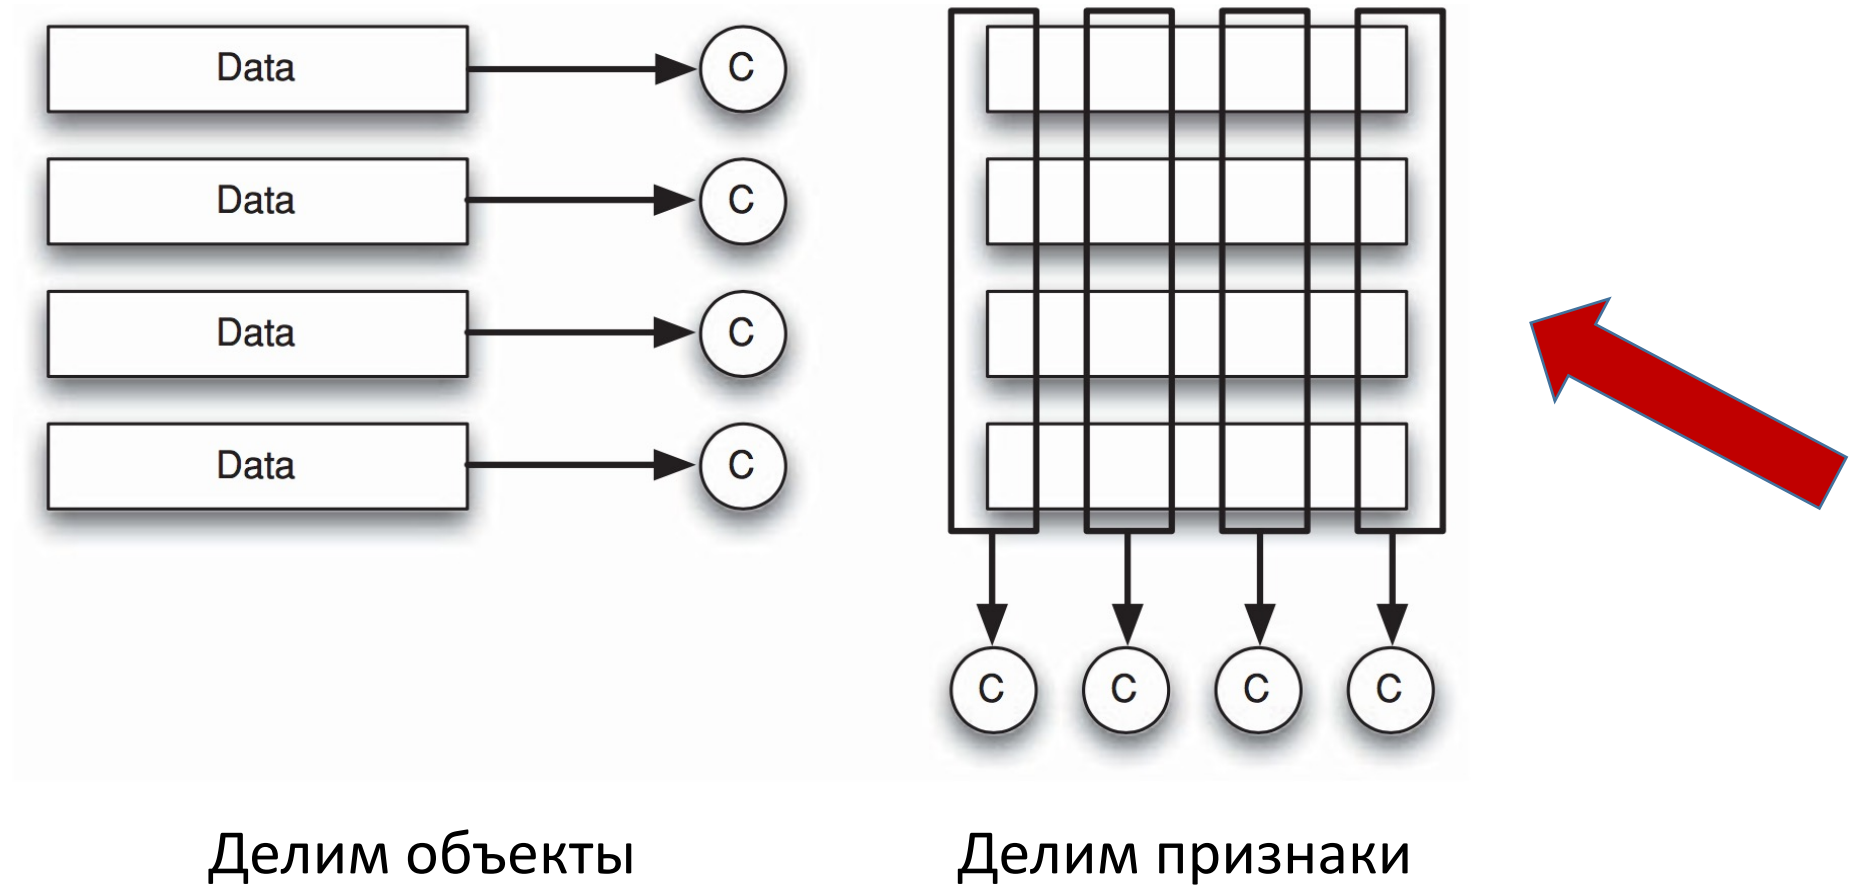 Data
C
Data
C
Data
C
Data
C
C C C C
Делим объекты
Делим признаки